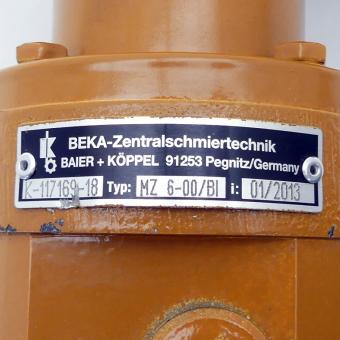 BEKA-Zentralschmiertechnik
BAIER + KÖPPEL 91253 Pegnitz/Germany
K-117169-18 Typ: MZ 6-00/BI i: 01/2013